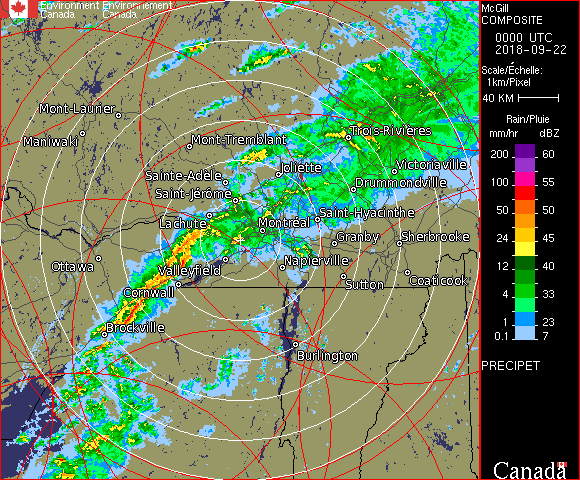 Environment Environnement
Canada Canada
Mont-Laurier
Maniwaki
Mont-Tremblant
Trois-Rivières
Joliette
Victoriaville
Sainte-Adèle
Saint-Jérôme
Drummondville
Lachute
Montréal
Saint-Hyacinthe
Granby
Sherbrooke
Ottawa
Valleyfield
Napierville
Sutton
Coaticook
Cornwall
Brockville
Burlington
McGill
COMPOSITE
0000 UTC
2018-09-22
Scale/Échelle:
1km/Pixel
40 KM
Rain/Pluie
mm/hr dBZ
200 60
100 55
50 50
24 45
12 40
4 33
1 23
0.1 7
PRECIPET
Canada